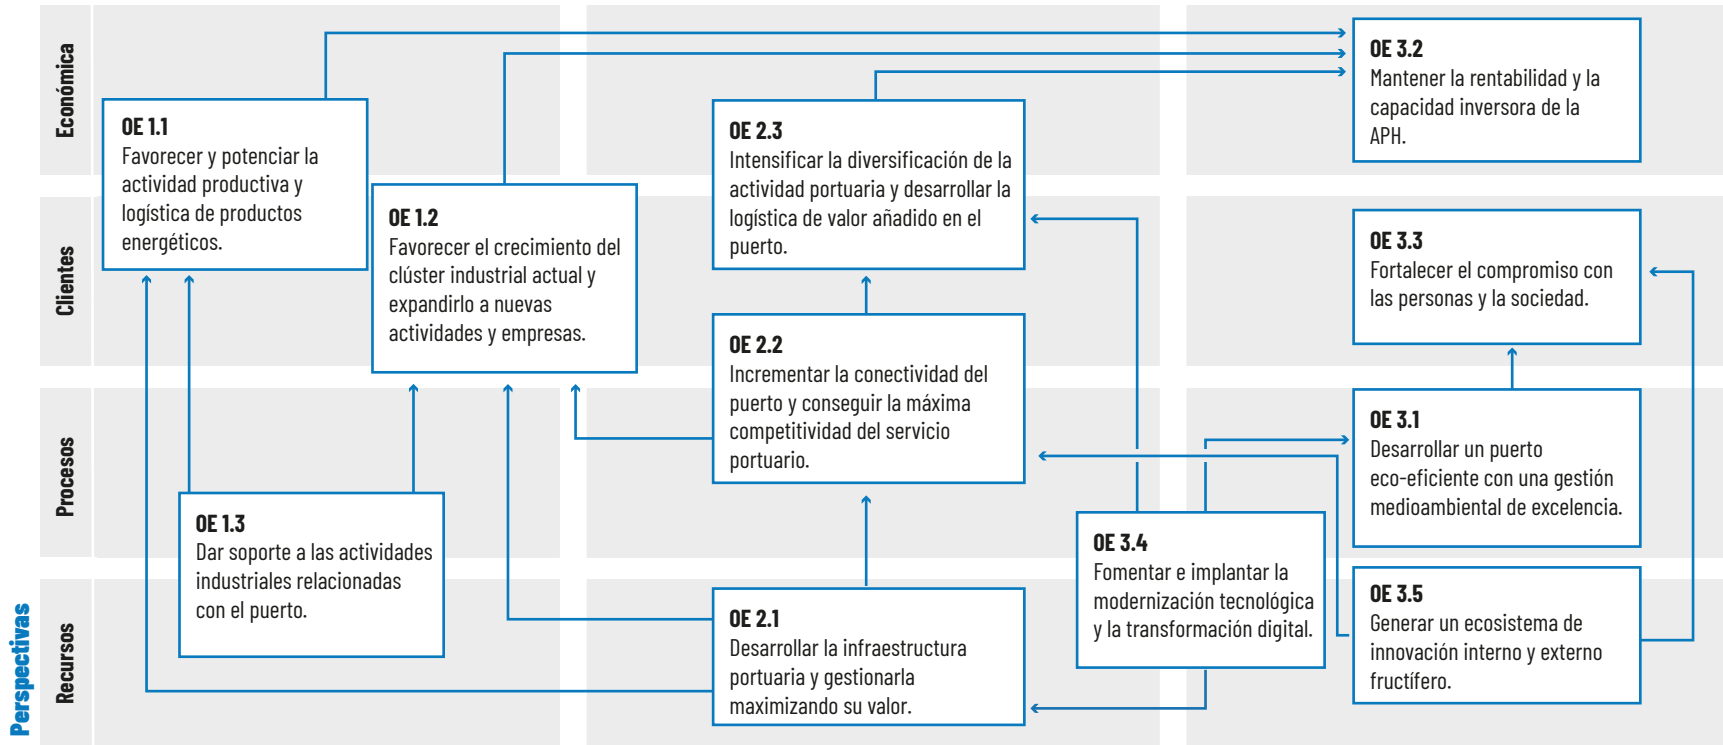 Perspectivas
Económica
Clientes
Procesos
Recursos
OE 1.1
Favorecer y potenciar la
actividad productiva y
logística de productos
energéticos.
OE 1.2
Favorecer el crecimiento del
clúster industrial actual y
expandirlo a nuevas
actividades y empresas.
OE 1.3
Dar soporte a las actividades
industriales relacionadas
con el puerto.
OE 2.3
Intensificar la diversificación de la
actividad portuaria y desarrollar la
logística de valor añadido en el
puerto.
OE 2.2
Incrementar la conectividad del
puerto y conseguir la máxima
competitividad del servicio
portuario.
OE 2.1
Desarrollar la infraestructura
portuaria y gestionarla
maximizando su valor.
OE 3.4
Fomentar e implantar la
modernización tecnológica
y la transformación digital.
OE 3.2
Mantener la rentabilidad y la
capacidad inversora de la
APH.
OE 3.3
Fortalecer el compromiso con
las personas y la sociedad.
OE 3.1
Desarrollar un puerto
eco-eficiente con una gestión
medioambiental de excelencia.
OE 3.5
Generar un ecosistema de
innovación interno y externo
fructífero.